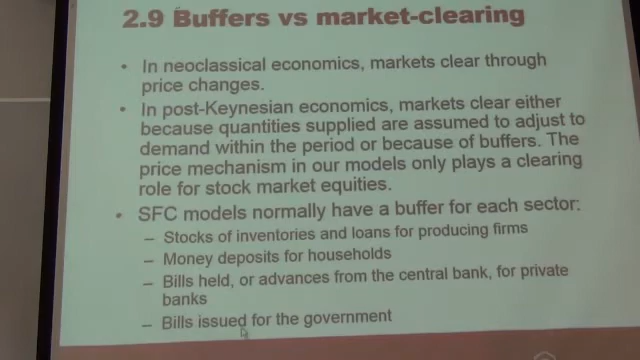 2.9 Buffers vs market-clearing
• In neoclassical economics, markets clear through
price changes.
• In post-Keynesian economics, markets clear either
because quantities supplied are assumed to adjust to
demand within the period or because of buffers. The
price mechanism in our models only plays a clearing
role for stock market equities.
• SFC models normally have a buffer for each sector:
– Stocks of inventories and loans for producing firms
– Money deposits for households
– Bills held, or advances from the central bank, for private
banks
– Bills issued for the government